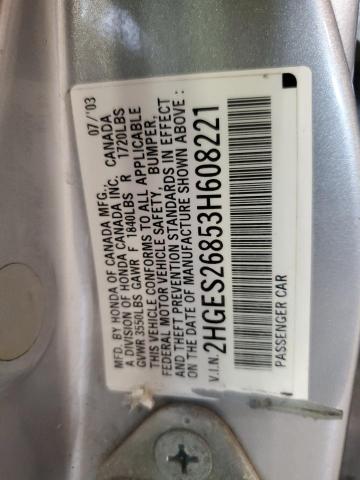 MFD. BY HONDA OF CANADA MFG., 07/'03
A DIVISION OF HONDA CANADA INC. CANADA
GVWR 3550LBS GAWR F 1840LBS R 1720LBS
THIS VEHICLE CONFORMS TO ALL APPLICABLE
FEDERAL MOTOR VEHICLE SAFETY, BUMPER,
AND THEFT PREVENTION STANDARDS IN EFFECT
ON THE DATE OF MANUFACTURE SHOWN ABOVE :
V.I.N.: 2HGES26853H608221
PASSENGER CAR